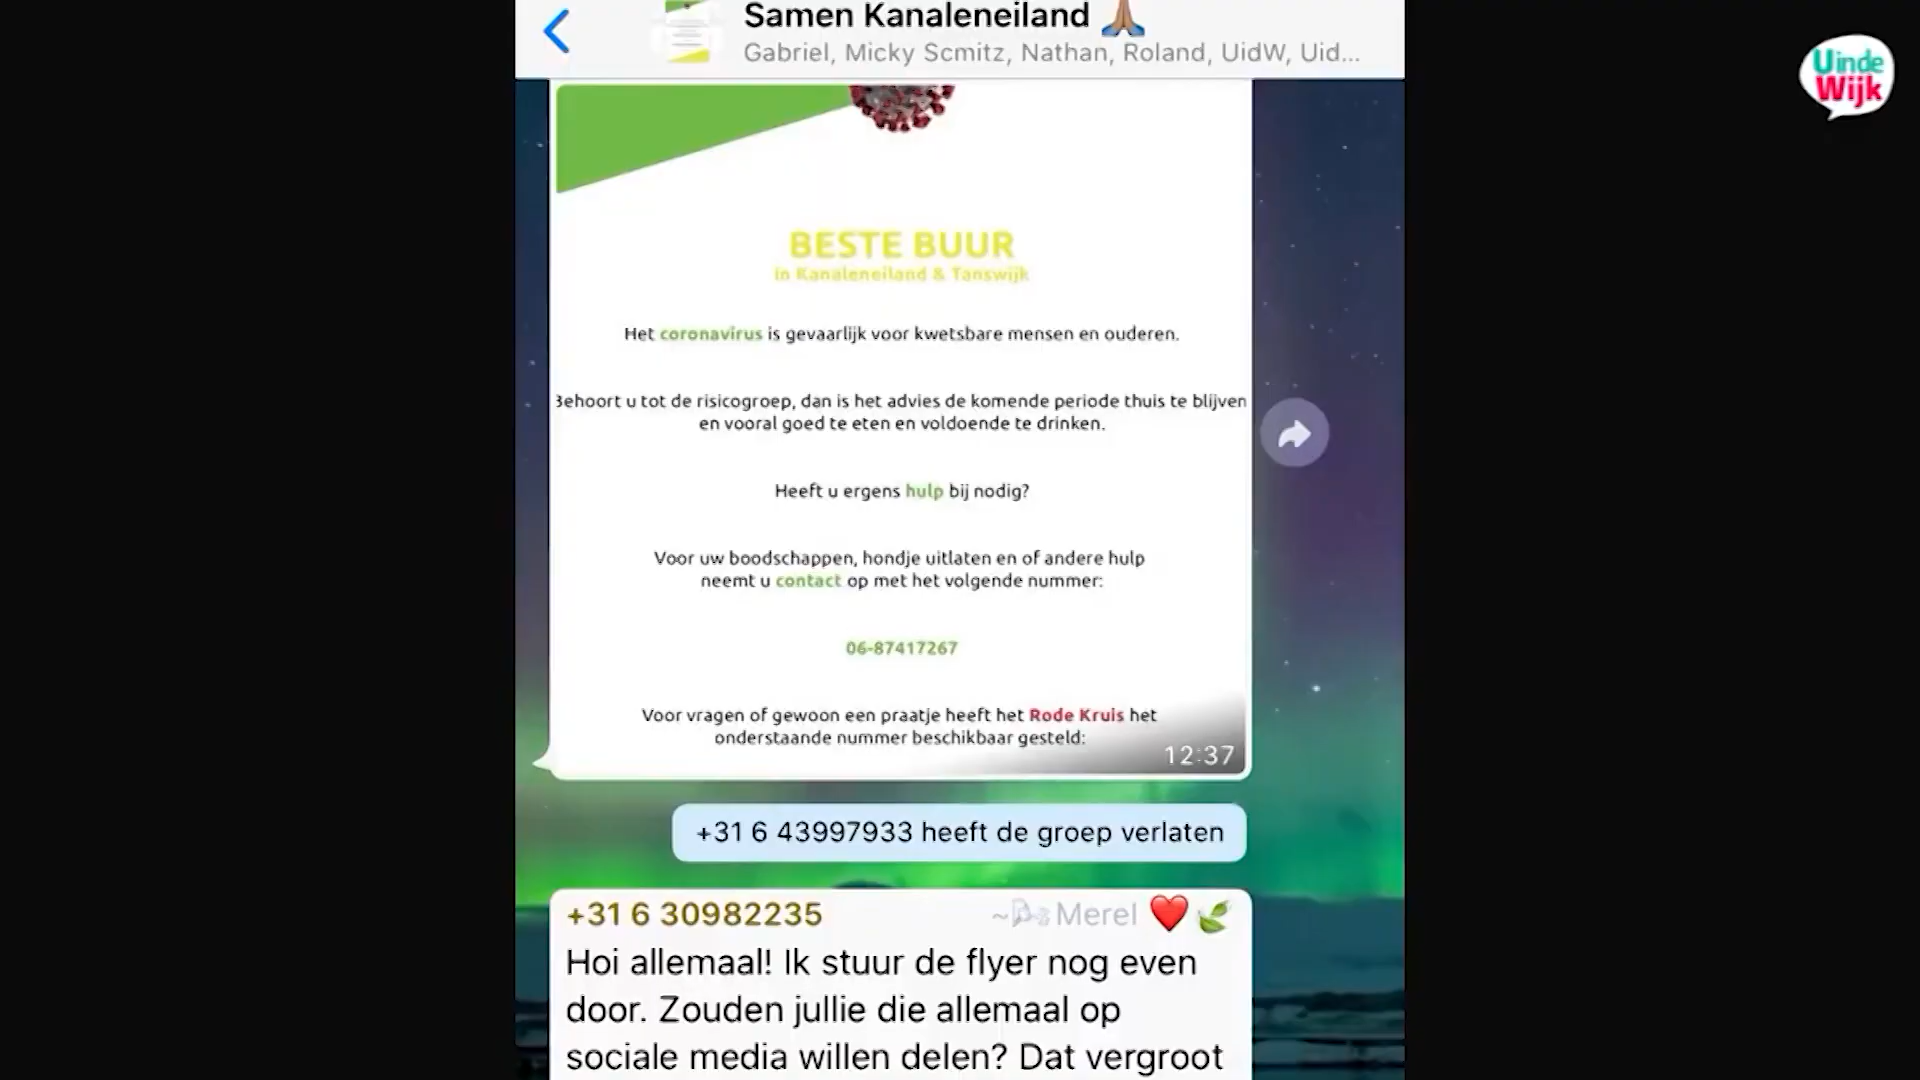 Samen Kanaleneiland 🙏🏽
Gabriel, Micky Scmitz, Nathan, Roland, UidW, Uid...
Uinde
Wijk
BESTE BUUR
in Kanaleneiland & Tanswijk
Het coronavirus is gevaarlijk voor kwetsbare mensen en ouderen.
Behoort u tot de risicogroep, dan is het advies de komende periode thuis te blijven
en vooral goed te eten en voldoende te drinken.
Heeft u ergens hulp bij nodig?
Voor uw boodschappen, hondje uitlaten en of andere hulp
neemt u contact op met het volgende nummer:
06-87417267
Voor vragen of gewoon een praatje heeft het Rode Kruis het
onderstaande nummer beschikbaar gesteld:
12:37
+31 6 43997933 heeft de groep verlaten
+31 6 30982235 ~🌬Merel ❤️🍃
Hoi allemaal! Ik stuur de flyer nog even
door. Zouden jullie die allemaal op
sociale media willen delen? Dat vergroot